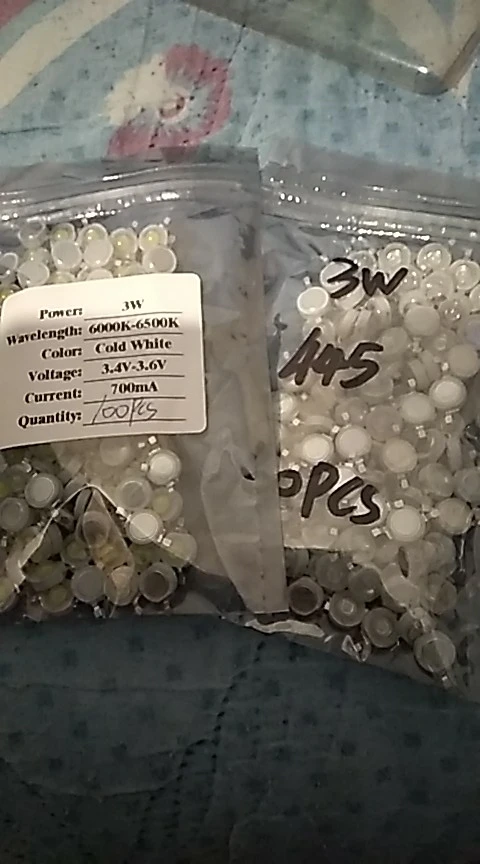 Power: 3W
Wavelength: 6000K-6500K
Color: Cold White
Voltage: 3.4V-3.6V
Current: 700mA
Quantity: 100PCS
3W
445
0PCS